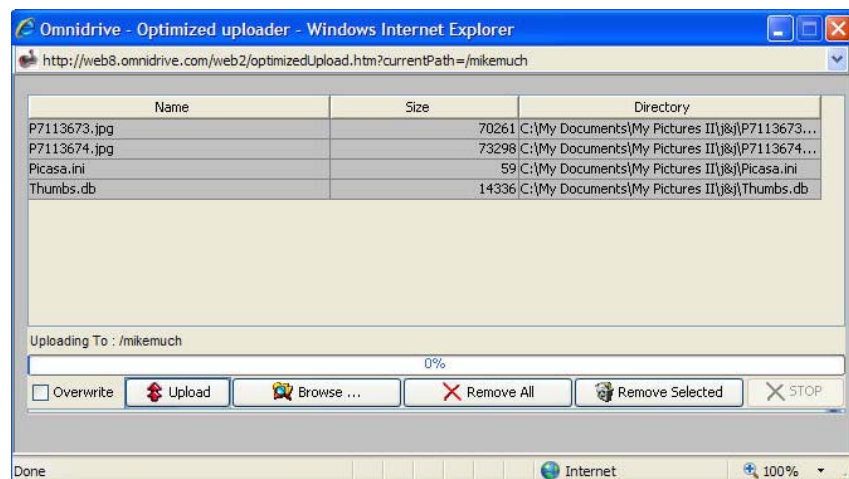 Omnidrive - Optimized uploader - Windows Internet Explorer
http://web8.omnidrive.com/web2/optimizedUpload.htm?currentPath=/mikemuch
Name Size Directory
P7113673.jpg 70261 C:\My Documents\My Pictures II\j&j\P7113673...
P7113674.jpg 73298 C:\My Documents\My Pictures II\j&j\P7113674...
Picasa.ini 59 C:\My Documents\My Pictures II\j&j\Picasa.ini
Thumbs.db 14336 C:\My Documents\My Pictures II\j&j\Thumbs.db
Uploading To : /mikemuch
0%
Overwrite Upload Browse ... Remove All Remove Selected STOP
Done Internet 100%